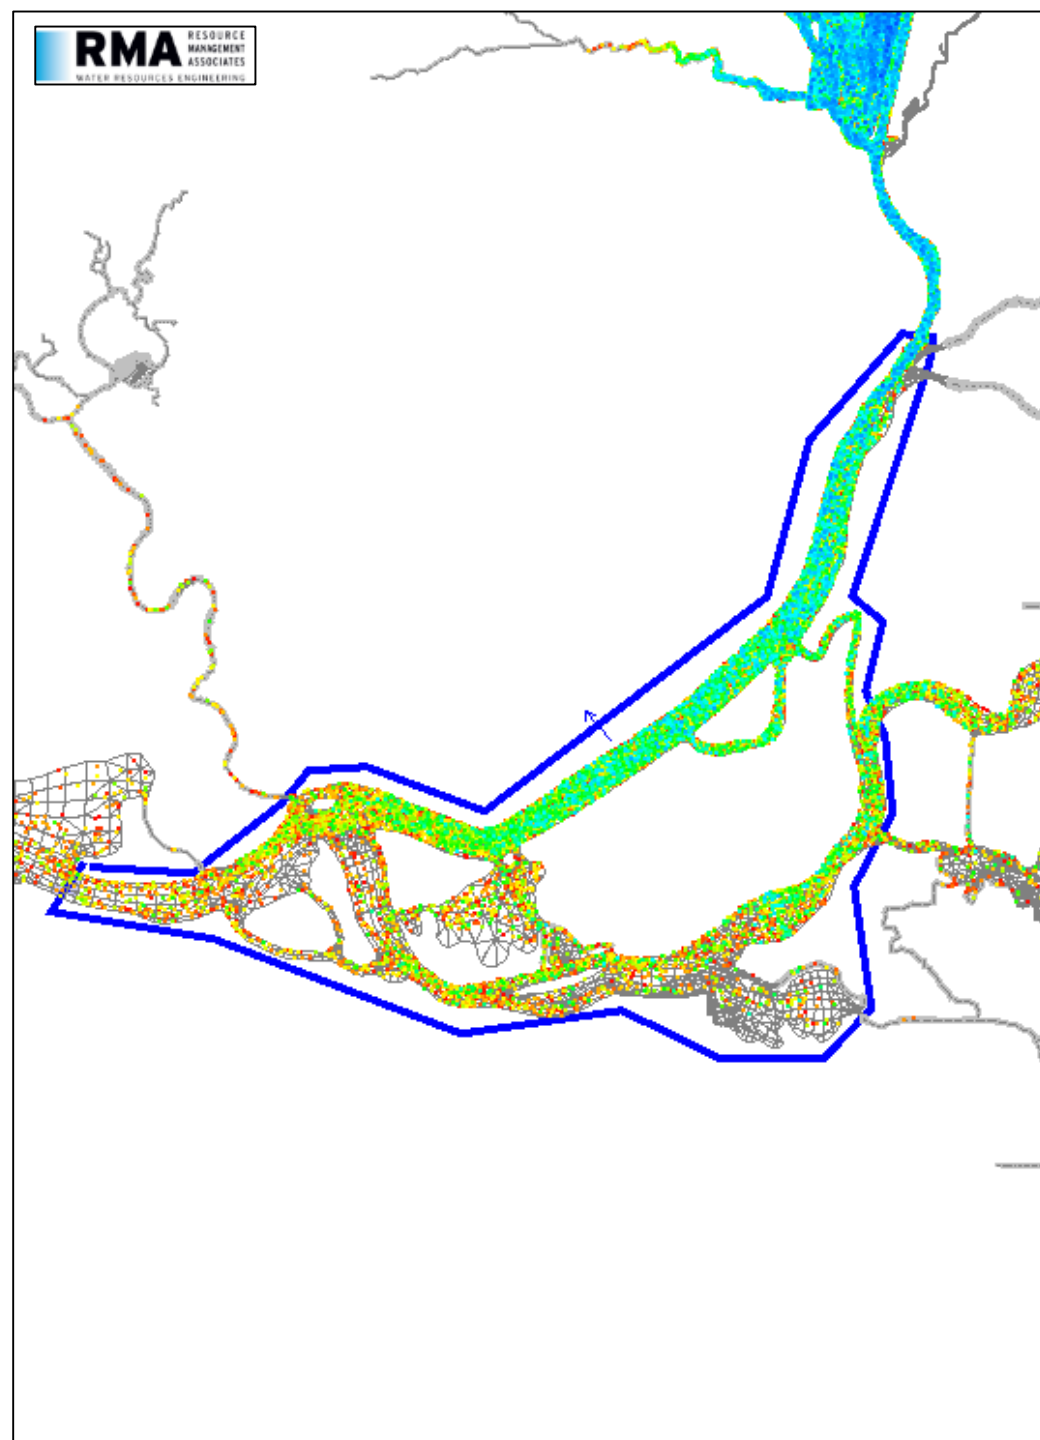 RMA
RESOURCE
MANAGEMENT
ASSOCIATES
WATER RESOURCES ENGINEERING